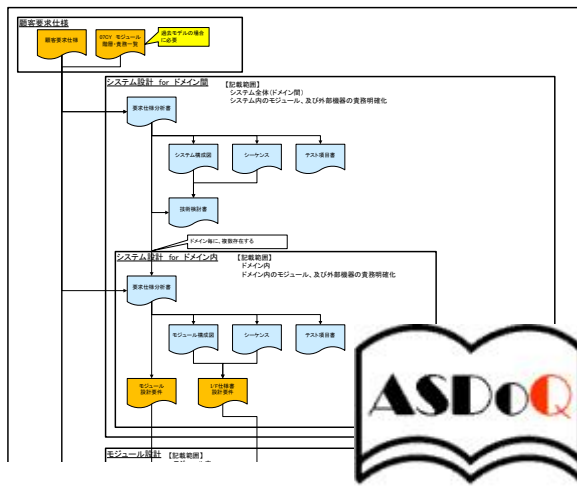 顧客要求仕様
顧客要求仕様
07CY モジュール
階層・責務一覧
過去モデルの場合
に必要
システム設計 for ドメイン間
【記載範囲】
システム全体(ドメイン間)
システム内のモジュール、及び外部機器の責務明確化
要求仕様分析書
システム構成図
シーケンス
テスト項目書
技術検討書
ドメイン毎に、複数存在する
システム設計 for ドメイン内
【記載範囲】
ドメイン内
ドメイン内のモジュール、及び外部機器の責務明確化
要求仕様分析書
モジュール構成図
シーケンス
テスト項目書
モジュール
設計要件
I/F仕様書
設計要件
ASDoQ
モジュール設計
【記載範囲】